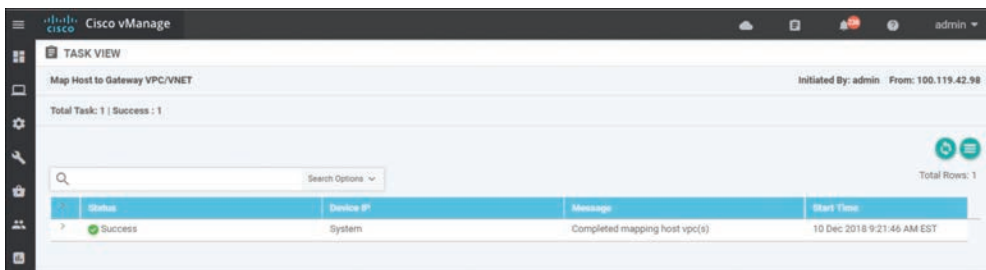 cisco Cisco vManage admin
TASK VIEW
Map Host to Gateway VPC/VNET Initiated By: admin From: 100.119.42.98
Total Task: 1 | Success : 1
Search Options Total Rows: 1
Status Device IP Message Start Time
Success System Completed mapping host vpc(s) 10 Dec 2018 9:21:46 AM EST